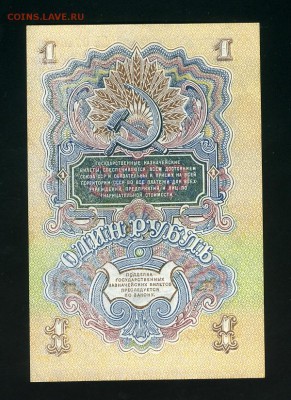 COINS.LAVE.RU
1 1
ГОСУДАРСТВЕННЫЕ КАЗНАЧЕЙСКИЕ
БИЛЕТЫ ОБЕСПЕЧИВАЮТСЯ ВСЕМ ДОСТОЯНИЕМ
СОЮЗА ССР И ОБЯЗАТЕЛЬНЫ К ПРИЕМУ НА ВСЕЙ
ТЕРРИТОРИИ СССР ВО ВСЕ ПЛАТЕЖИ ДЛЯ ВСЕХ
УЧРЕЖДЕНИЙ, ПРЕДПРИЯТИЙ И ЛИЦ ПО
НАРИЦАТЕЛЬНОЙ СТОИМОСТИ.
ОДИН РУБЛЬ
ПОДДЕЛКА
ГОСУДАРСТВЕННЫХ
КАЗНАЧЕЙСКИХ БИЛЕТОВ
ПРЕСЛЕДУЕТСЯ
ПО ЗАКОНУ.
1 1